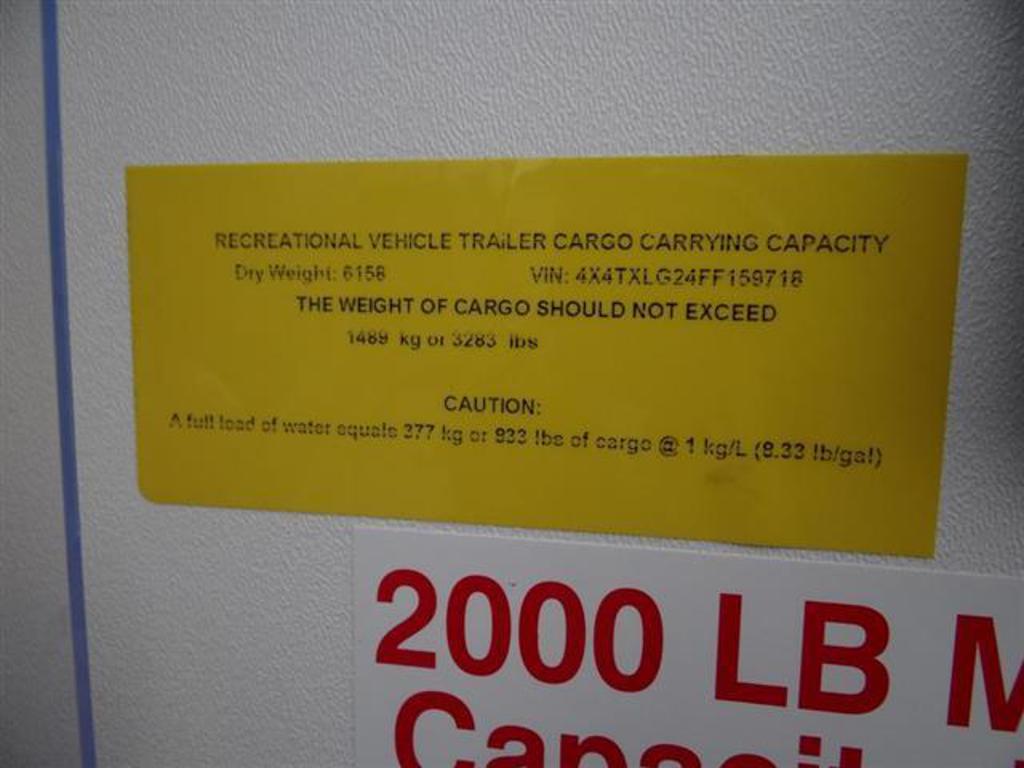 RECREATIONAL VEHICLE TRAILER CARGO CARRYING CAPACITY
Dry Weight: 6158 VIN: 4X4TXLG24FF159718
THE WEIGHT OF CARGO SHOULD NOT EXCEED
1489 kg or 3283 lbs
CAUTION:
A full load of water equals 377 kg or 833 lbs of cargo @ 1 kg/L (8.33 lb/gal)
2000 LB M
Capacit